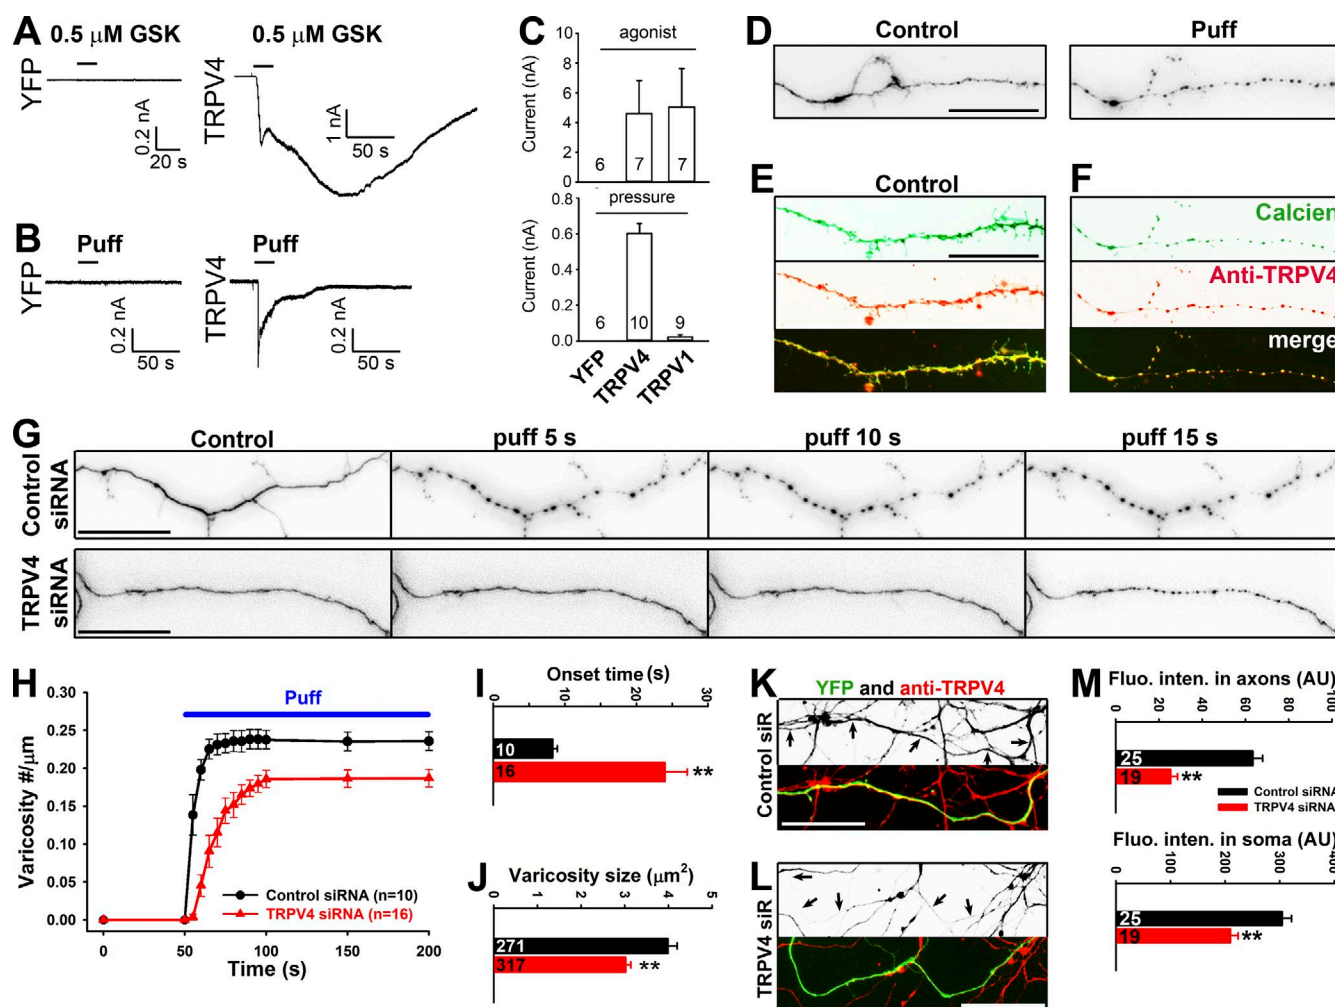 A
0.5 μM GSK
0.5 μM GSK
YFP
0.2 nA
20 s
TRPV4
1 nA
50 s
B
Puff
Puff
YFP
0.2 nA
50 s
TRPV4
0.2 nA
50 s
C
agonist
Current (nA)
10
8
6
4
2
0
6
7
7
pressure
Current (nA)
0.8
0.6
0.4
0.2
0.0
6
10
9
YFP
TRPV4
TRPV1
D
Control
Puff
E
Control
F
Calcien
Anti-TRPV4
merge
G
Control
puff 5 s
puff 10 s
puff 15 s
Control siRNA
TRPV4 siRNA
H
Varicosity #/μm
0.30
0.25
0.20
0.15
0.10
0.05
0.00
Puff
Control siRNA (n=10)
TRPV4 siRNA (n=16)
0
50
100
150
200
Time (s)
I
Onset time (s)
0
10
20
30
10
16
**
J
Varicosity size (μm²)
0
1
2
3
4
5
271
317
**
K
YFP and anti-TRPV4
Control siR
L
TRPV4 siR
M
Fluo. inten. in axons (AU)
0
20
40
60
80
100
25
19
**
Control siRNA
TRPV4 siRNA
Fluo. inten. in soma (AU)
0
100
200
300
400
25
19
**